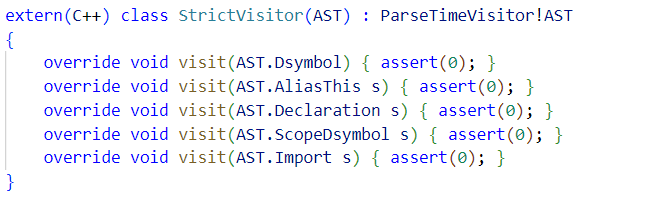 extern(C++) class StrictVisitor(AST) : ParseTimeVisitor!AST
{
    override void visit(AST.Dsymbol) { assert(0); }
    override void visit(AST.AliasThis s) { assert(0); }
    override void visit(AST.Declaration s) { assert(0); }
    override void visit(AST.ScopeDsymbol s) { assert(0); }
    override void visit(AST.Import s) { assert(0); }
}